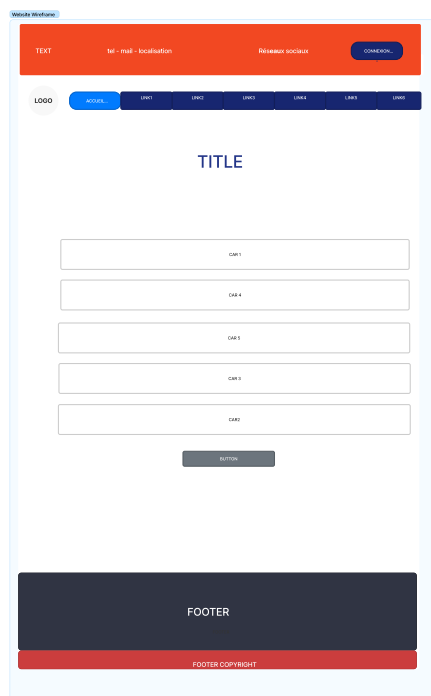 Website Wireframe
TEXT
tel - mail - localisation
Réseaux sociaux
CONNEXION...
LOGO
ACCUEIL...
LINK1
LINK2
LINK3
LINK4
LINK5
LINK6
TITLE
CAR 1
CAR 4
CAR 5
CAR 3
CAR2
BUTTON
FOOTER
FOOTER COPYRIGHT